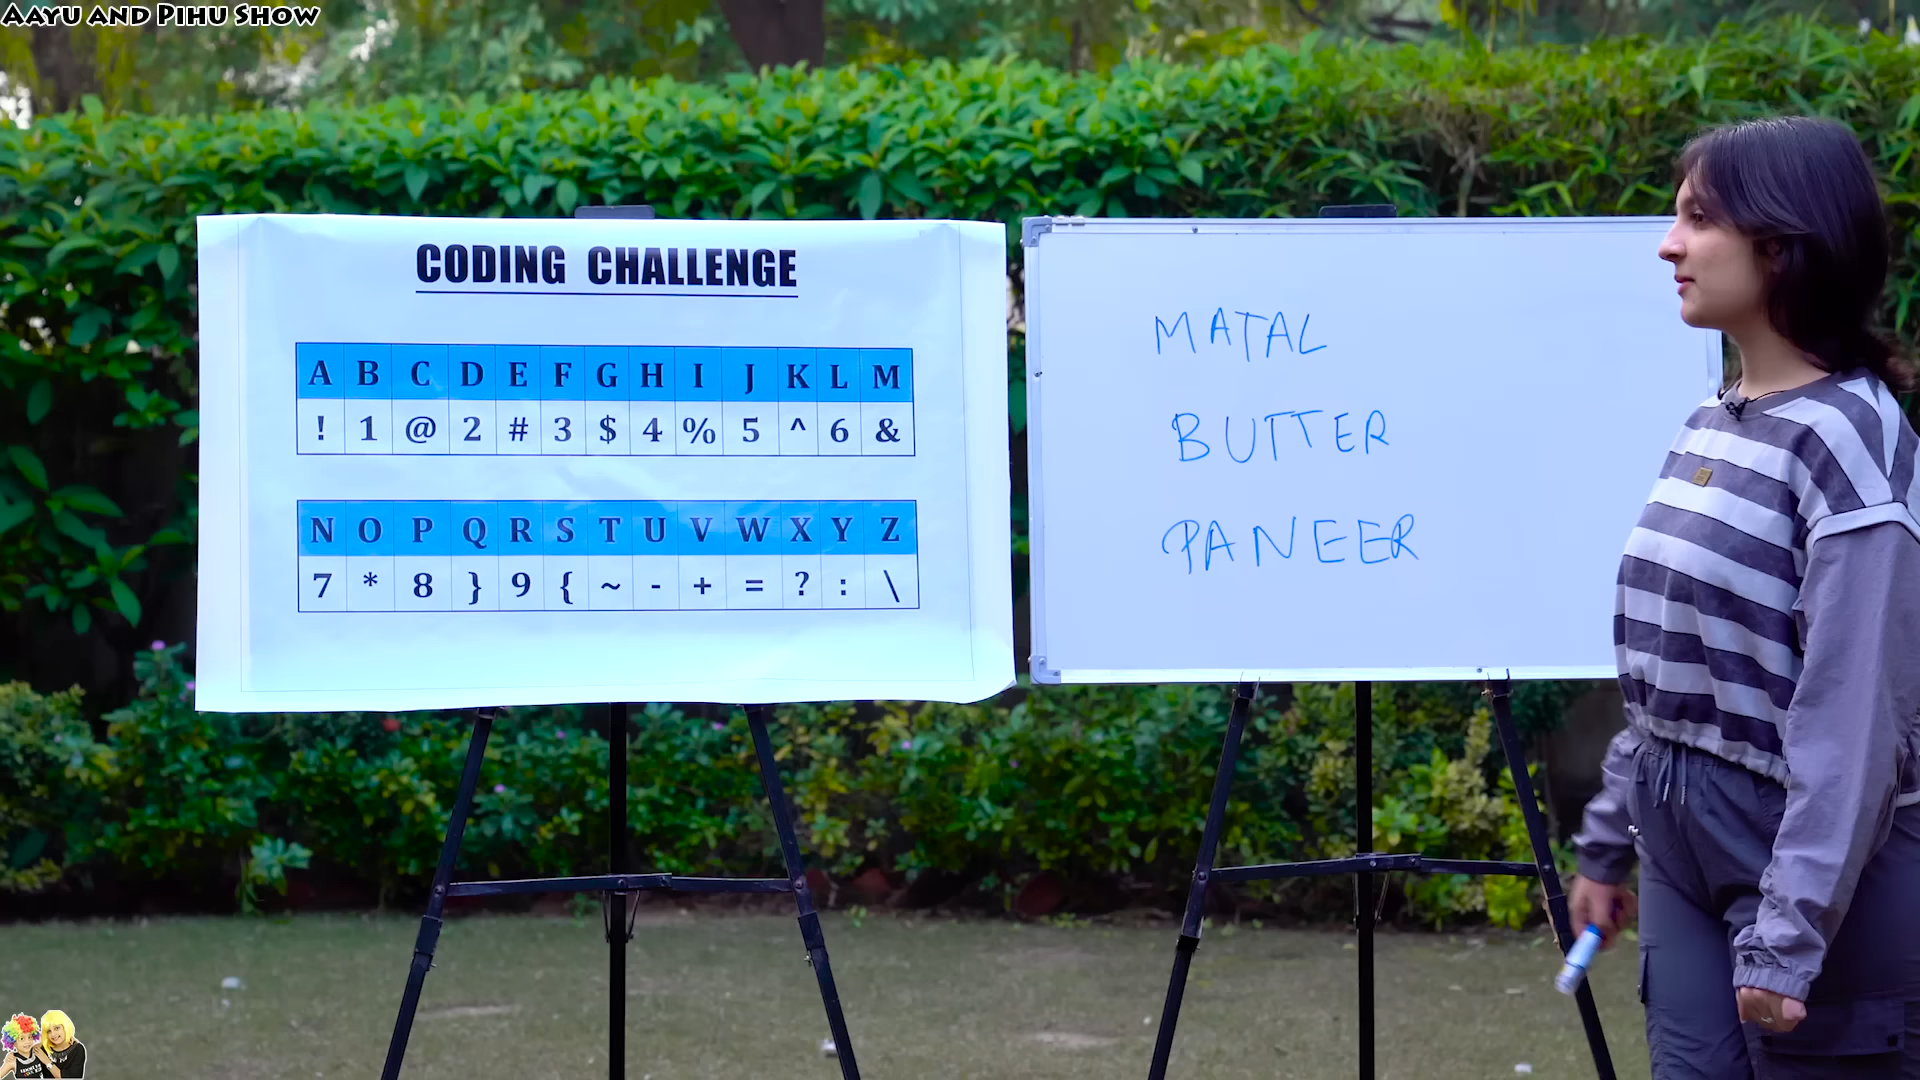 AAYU AND PIHU SHOW
CODING CHALLENGE
A B C D E F G H I J K L M
! 1 @ 2 # 3 $ 4 % 5 ^ 6 &
N O P Q R S T U V W X Y Z
7 * 8 } 9 { ~ - + = ? : \
MATAL
BUTTER
PANEER